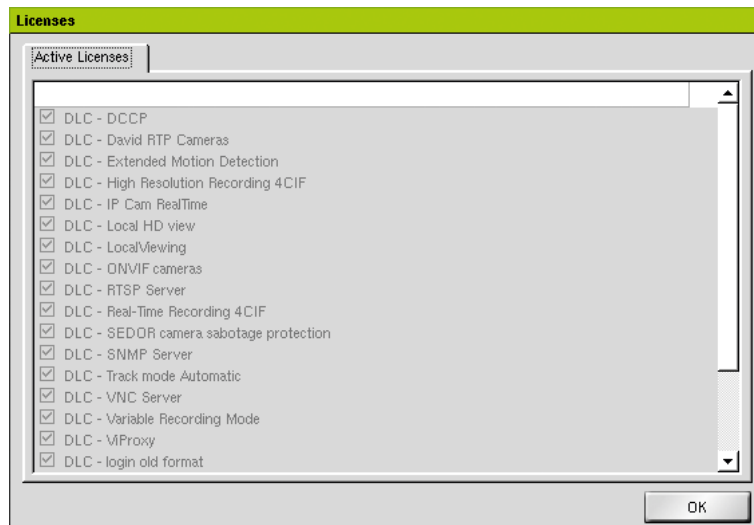 Licenses
Active Licenses
DLC - DCCP
DLC - David RTP Cameras
DLC - Extended Motion Detection
DLC - High Resolution Recording 4CIF
DLC - IP Cam RealTime
DLC - Local HD view
DLC - LocalViewing
DLC - ONVIF cameras
DLC - RTSP Server
DLC - Real-Time Recording 4CIF
DLC - SEDOR camera sabotage protection
DLC - SNMP Server
DLC - Track mode Automatic
DLC - VNC Server
DLC - Variable Recording Mode
DLC - ViProxy
DLC - login old format
OK